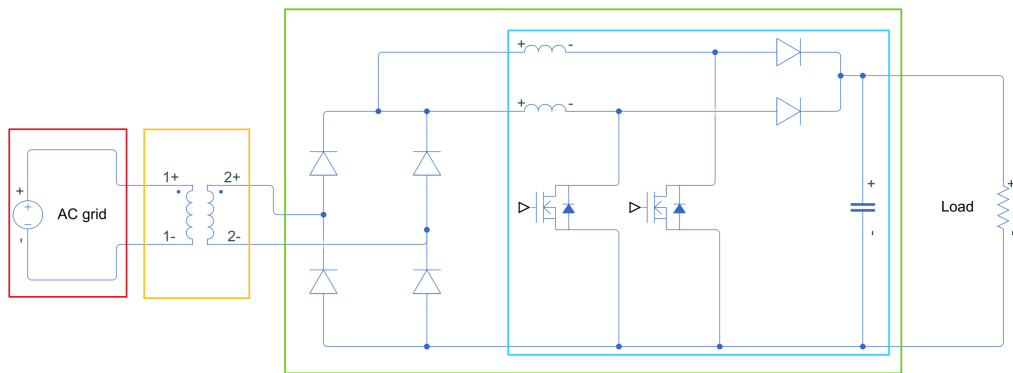 + -
+ -
1+ 2+
+ + +
AC grid
Load
1- 2-
- - -